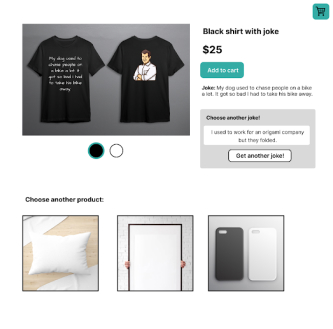 Black shirt with joke
$25
Add to cart
Joke: My dog used to chase people on a bike
a lot. It got so bad I had to take his bike away.
My dog used to
chase people on
a bike a lot. It
got so bad I had
to take his bike
away.
Choose another joke!
I used to work for an origami company
but they folded.
Get another joke!
Choose another product: